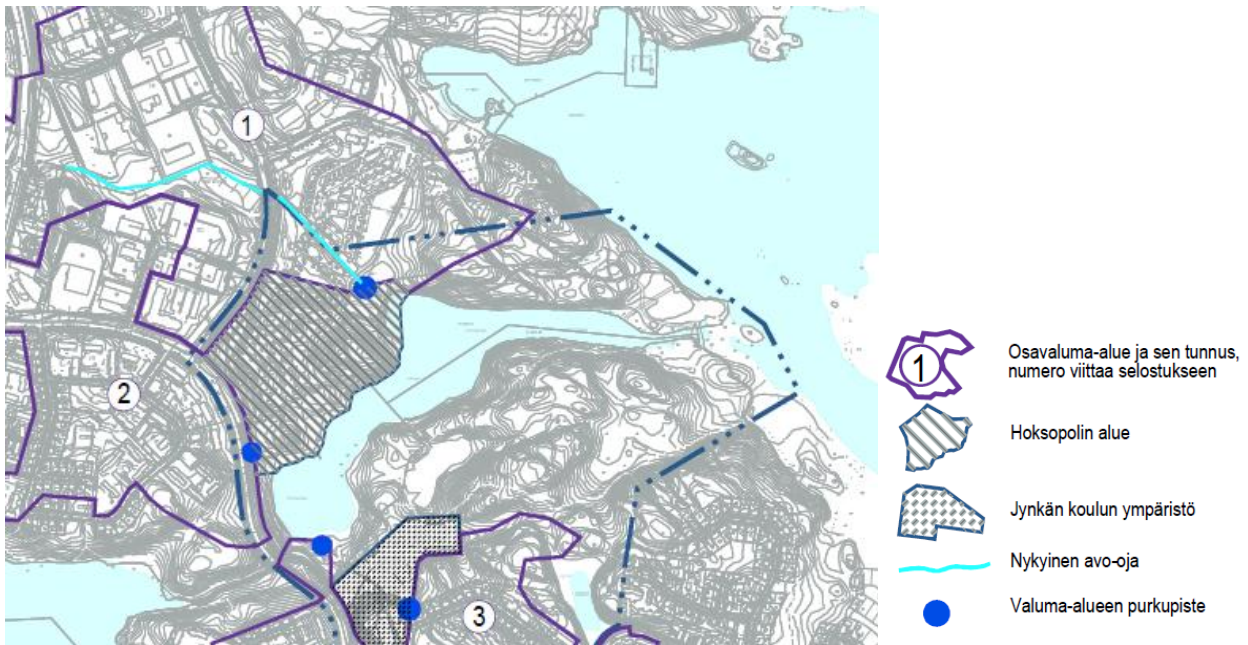 1
2
3
1
Osavaluma-alue ja sen tunnus,
numero viittaa selostukseen
Hoksopolin alue
Jynkän koulun ympäristö
Nykyinen avo-oja
Valuma-alueen purkupiste